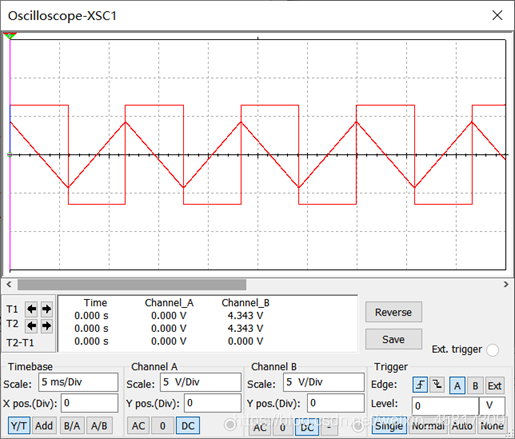 Oscilloscope-XSC1
Time Channel_A Channel_B
T1 0.000 s 0.000 V 4.343 V
T2 0.000 s 0.000 V 4.343 V
T2-T1 0.000 s 0.000 V 0.000 V
Reverse
Save
Ext. trigger
Timebase
Scale: 5 ms/Div
X pos.(Div): 0
Y/T Add B/A A/B
Channel A
Scale: 5 V/Div
Y pos.(Div): 0
AC 0 DC
Channel B
Scale: 5 V/Div
Y pos.(Div): 0
AC 0 DC -
Trigger
Edge: A B Ext
Level: 0 V
Single Normal Auto None